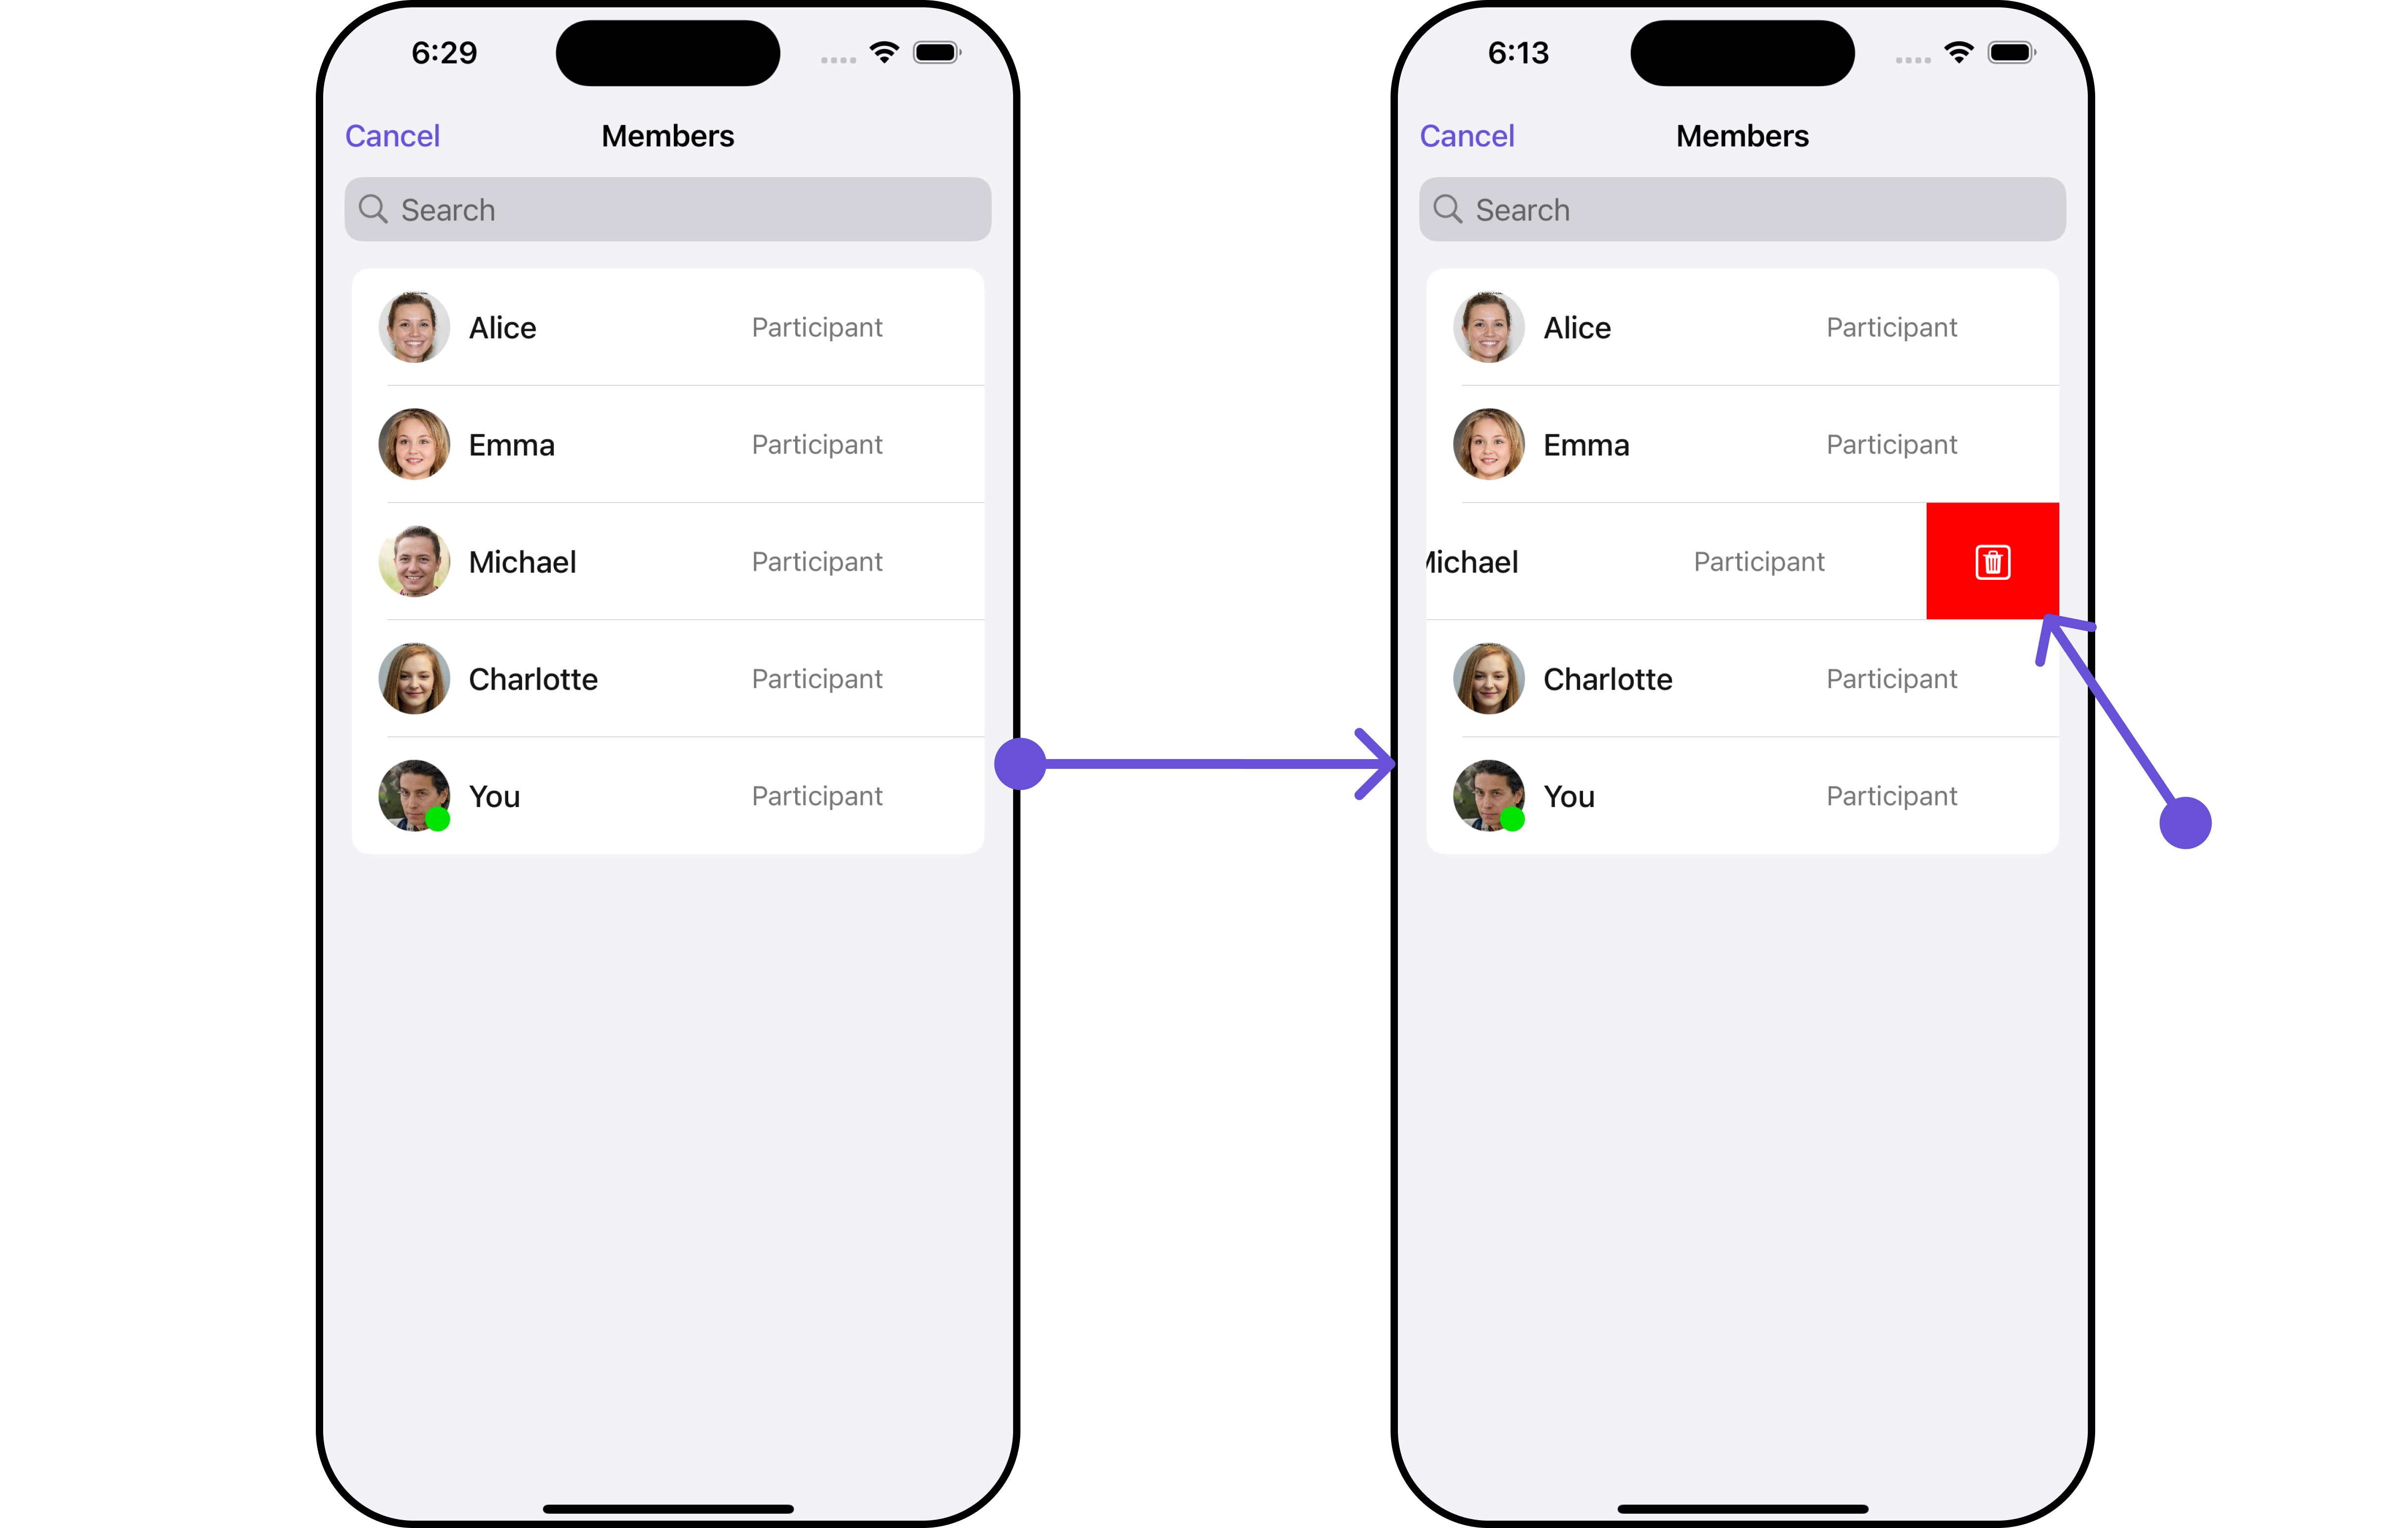 6:29
Cancel
Members
Search
Alice Participant
Emma Participant
Michael Participant
Charlotte Participant
You Participant
6:13
Cancel
Members
Search
Alice Participant
Emma Participant
Michael Participant
Charlotte Participant
You Participant